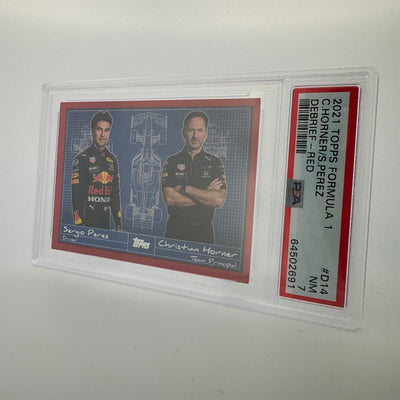 Red Bull
HONDA
Sergio Perez
Driver
Topps
Christian Horner
Team Principal
2021 TOPPS FORMULA 1
C.HORNER/S.PEREZ
DEBRIEF-RED
#D14
NM
7
PSA
64502691